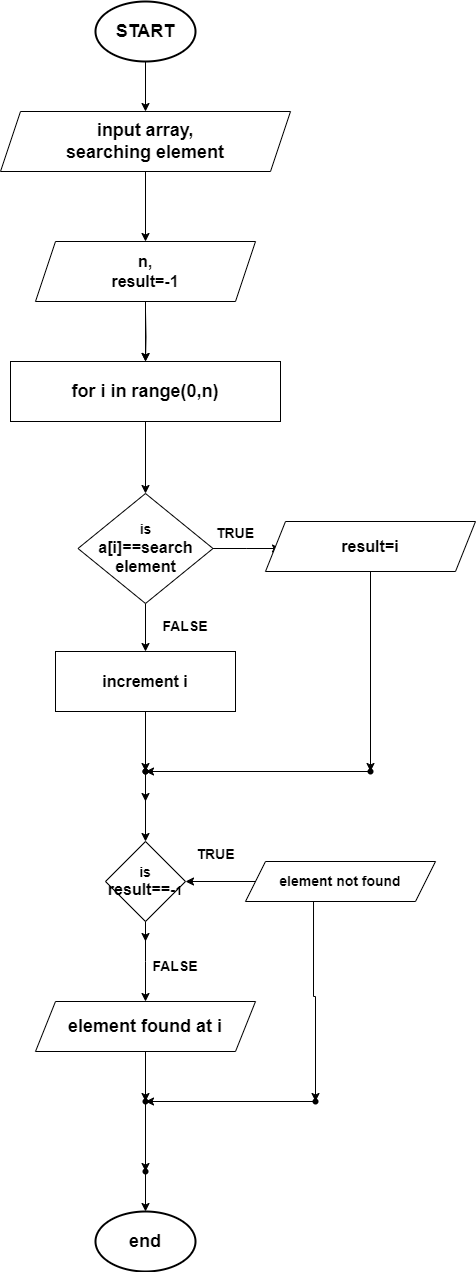 START
input array,
searching element
n,
result=-1
for i in range(0,n)
is
a[i]==search
element
TRUE
result=i
FALSE
increment i
TRUE
is
result==-1
element not found
FALSE
element found at i
end